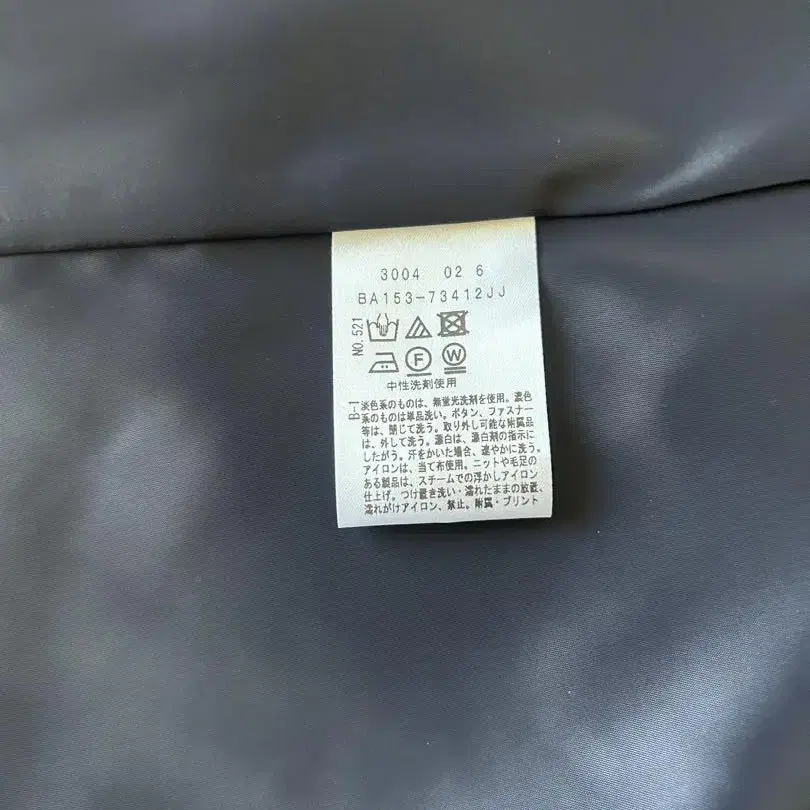 3004 02 6
BA153-73412JJ
NO.521
F
W
中性洗剤使用
B-1
淡色系のものは、無蛍光洗剤を使用。濃色
系のものは単品洗い。ボタン、ファスナー
等は、閉じて洗う。取り外し可能な附属品
は、外して洗う。漂白は、漂白剤の指示に
したがう。汗をかいた場合、速やかに洗う。
アイロンは、当て布使用。ニットや毛足の
ある製品は、スチームでの浮かしアイロン
仕上げ。つけ置き洗い・濡れたままの放置、
濡れがけアイロン、禁止。附属・プリント